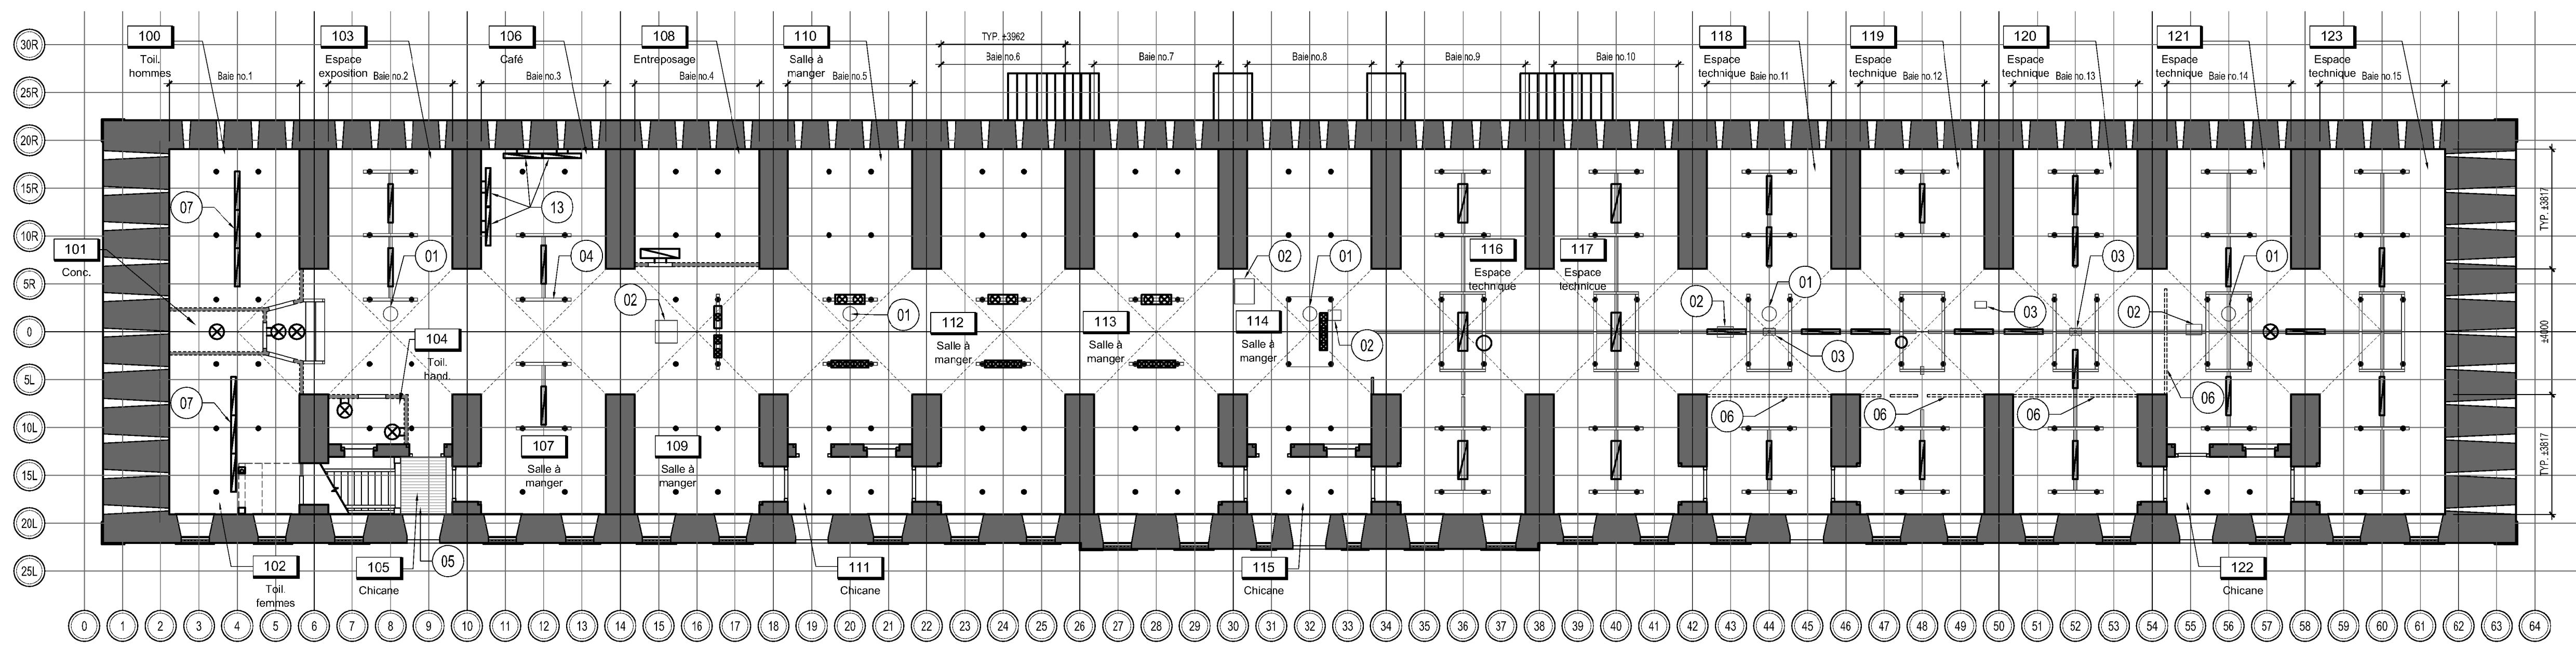 30R
100
103
106
108
110
TYP. ±3962
118
119
120
121
123
Toil.
hommes
Espace
exposition
Café
Entreposage
Salle à
manger
Baie no.6
Baie no.7
Baie no.8
Baie no.9
Baie no.10
Espace
technique
Espace
technique
Espace
technique
Espace
technique
Espace
technique
Baie no.1
Baie no.2
Baie no.3
Baie no.4
Baie no.5
Baie no.11
Baie no.12
Baie no.13
Baie no.14
Baie no.15
25R
20R
15R
07
13
TYP. ±3817
10R
101
Conc.
01
04
02
01
116
Espace
technique
117
Espace
technique
03
01
5R
02
01
02
01
03
02
0
104
Toil.
hand.
112
Salle à
manger
113
Salle à
manger
114
Salle à
manger
02
03
±4000
5L
07
06
06
06
06
10L
107
Salle à
manger
109
Salle à
manger
15L
TYP. ±3817
20L
25L
102
Toil.
femmes
105
Chicane
05
111
Chicane
115
Chicane
122
Chicane
0 1 2 3 4 5 6 7 8 9 10 11 12 13 14 15 16 17 18 19 20 21 22 23 24 25 26 27 28 29 30 31 32 33 34 35 36 37 38 39 40 41 42 43 44 45 46 47 48 49 50 51 52 53 54 55 56 57 58 59 60 61 62 63 64